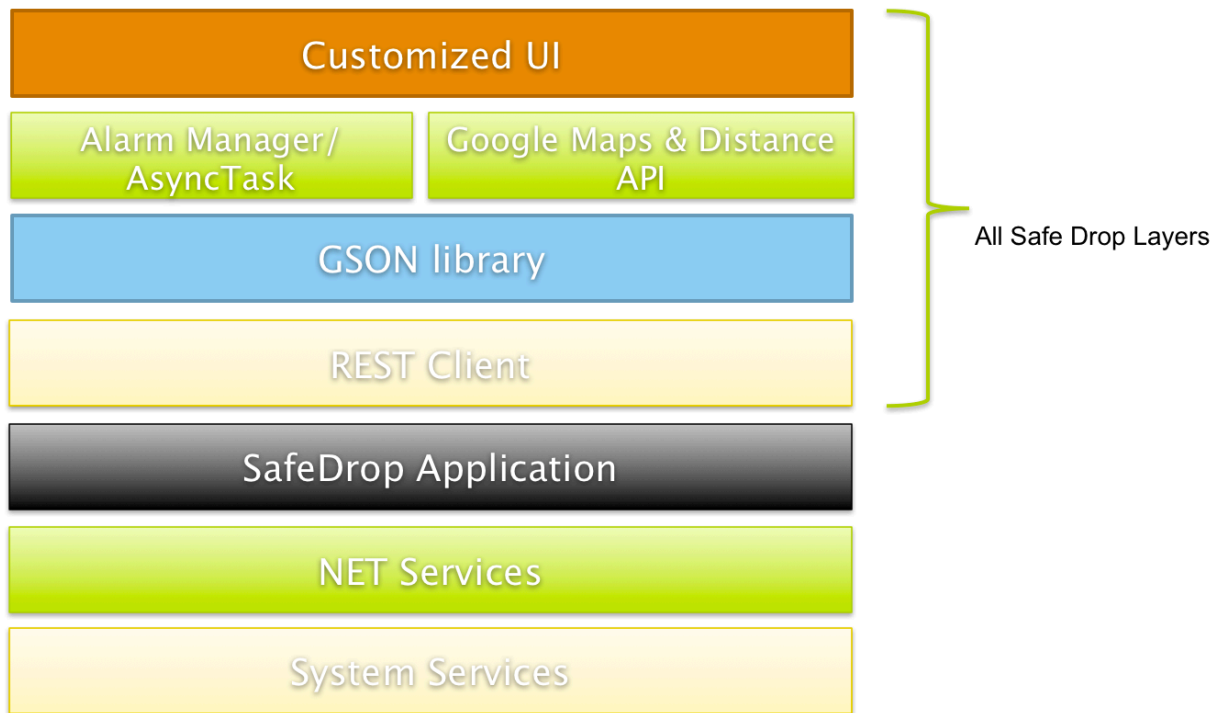 Customized UI
Alarm Manager/
AsyncTask
Google Maps & Distance
API
GSON library
All Safe Drop Layers
REST Client
SafeDrop Application
NET Services
System Services